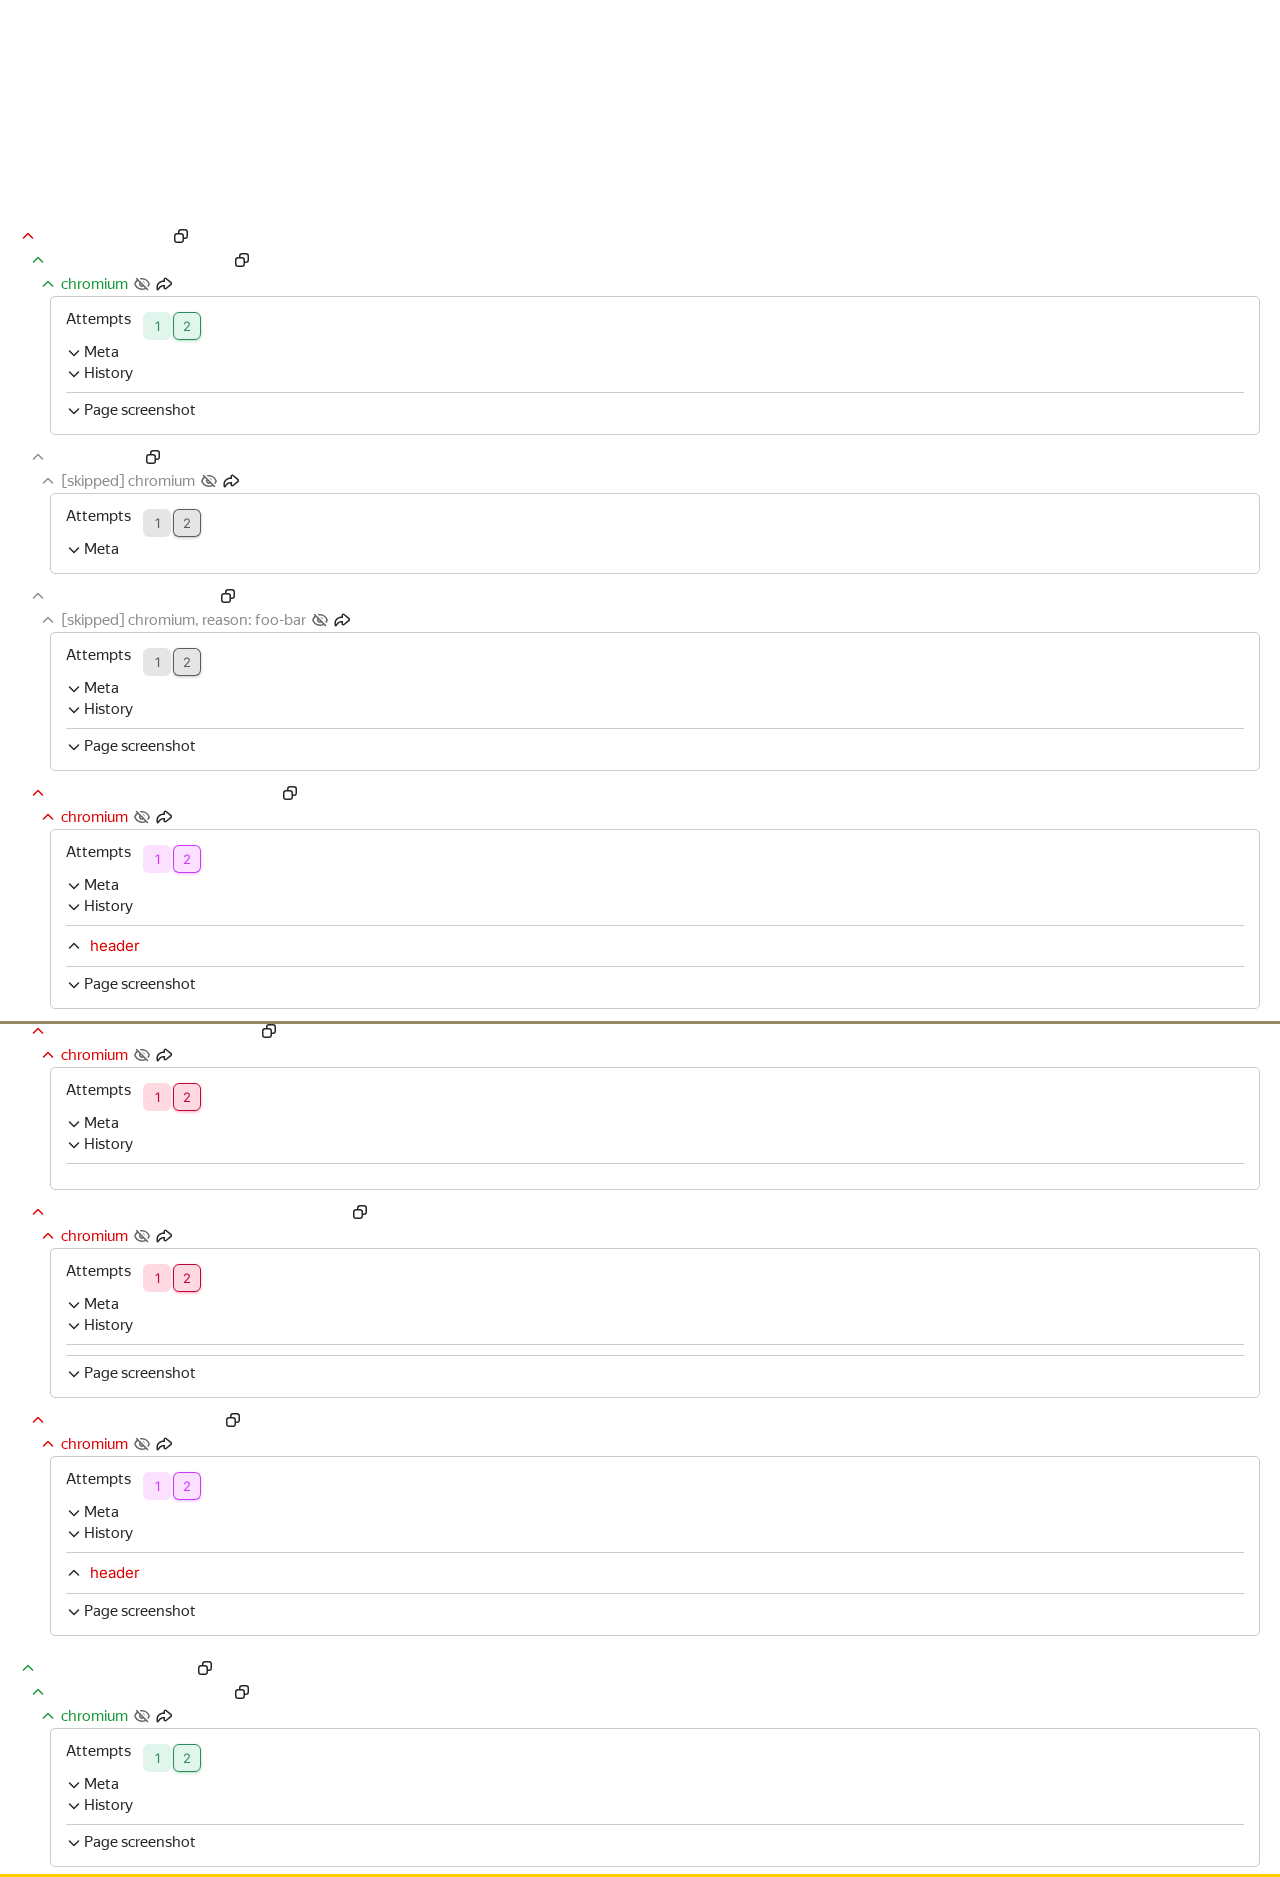 chromium
Attempts 1 2
Meta
History
Page screenshot
[skipped] chromium
Attempts 1 2
Meta
[skipped] chromium, reason: foo-bar
Attempts 1 2
Meta
History
Page screenshot
chromium
Attempts 1 2
Meta
History
header
Page screenshot
chromium
Attempts 1 2
Meta
History
chromium
Attempts 1 2
Meta
History
Page screenshot
chromium
Attempts 1 2
Meta
History
header
Page screenshot
chromium
Attempts 1 2
Meta
History
Page screenshot